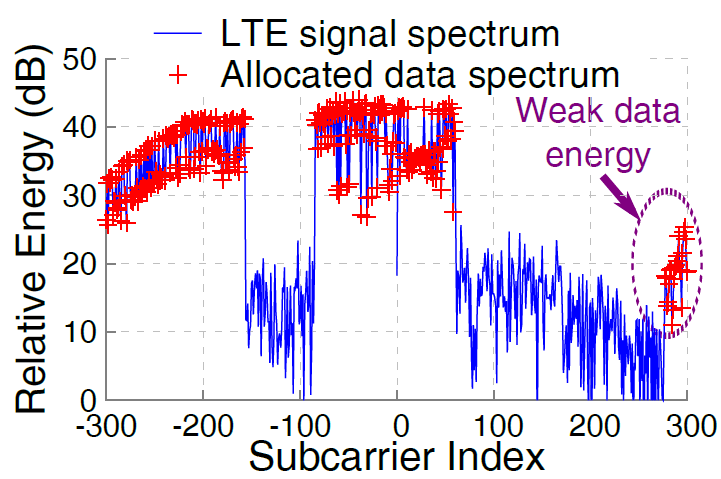 LTE signal spectrum
Allocated data spectrum
Weak data
energy
Relative Energy (dB)
50
40
30
20
10
0
-300
-200
-100
0
100
200
300
Subcarrier Index